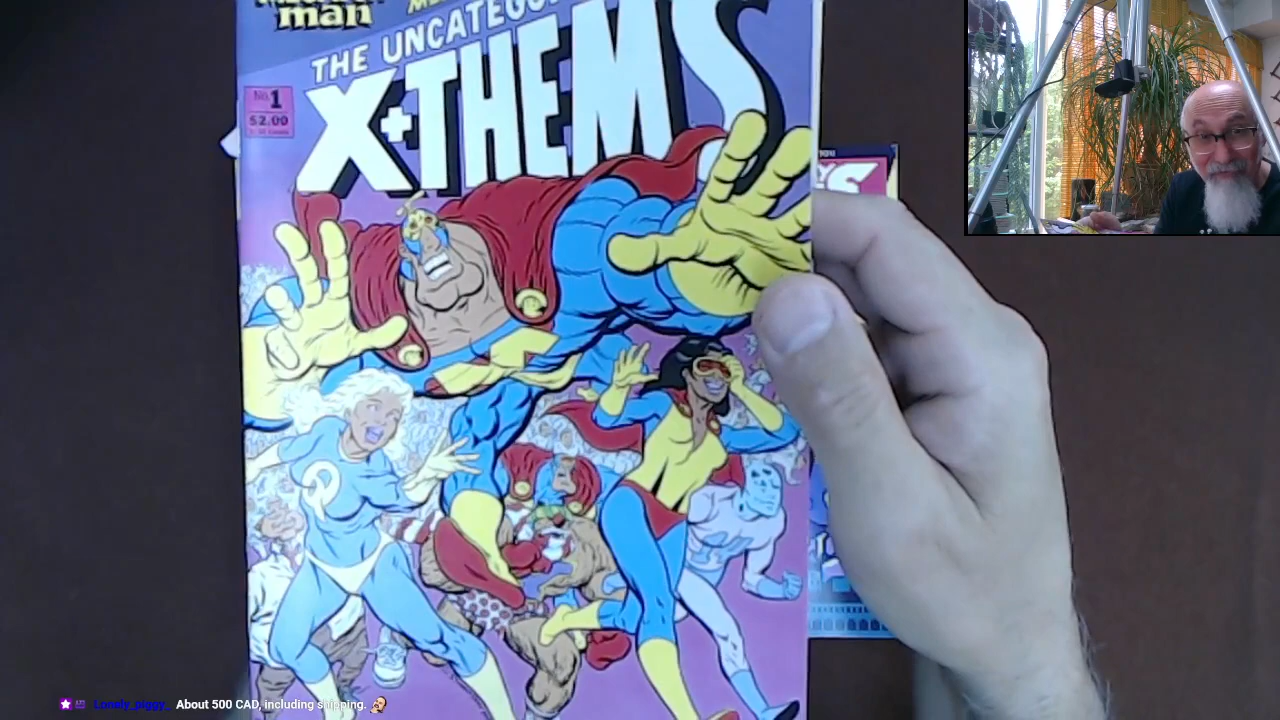 man
THE UNCATEGO
X+THEMS
No. 1
$2.00
Lonely_piggy_ About 500 CAD, including shipping.